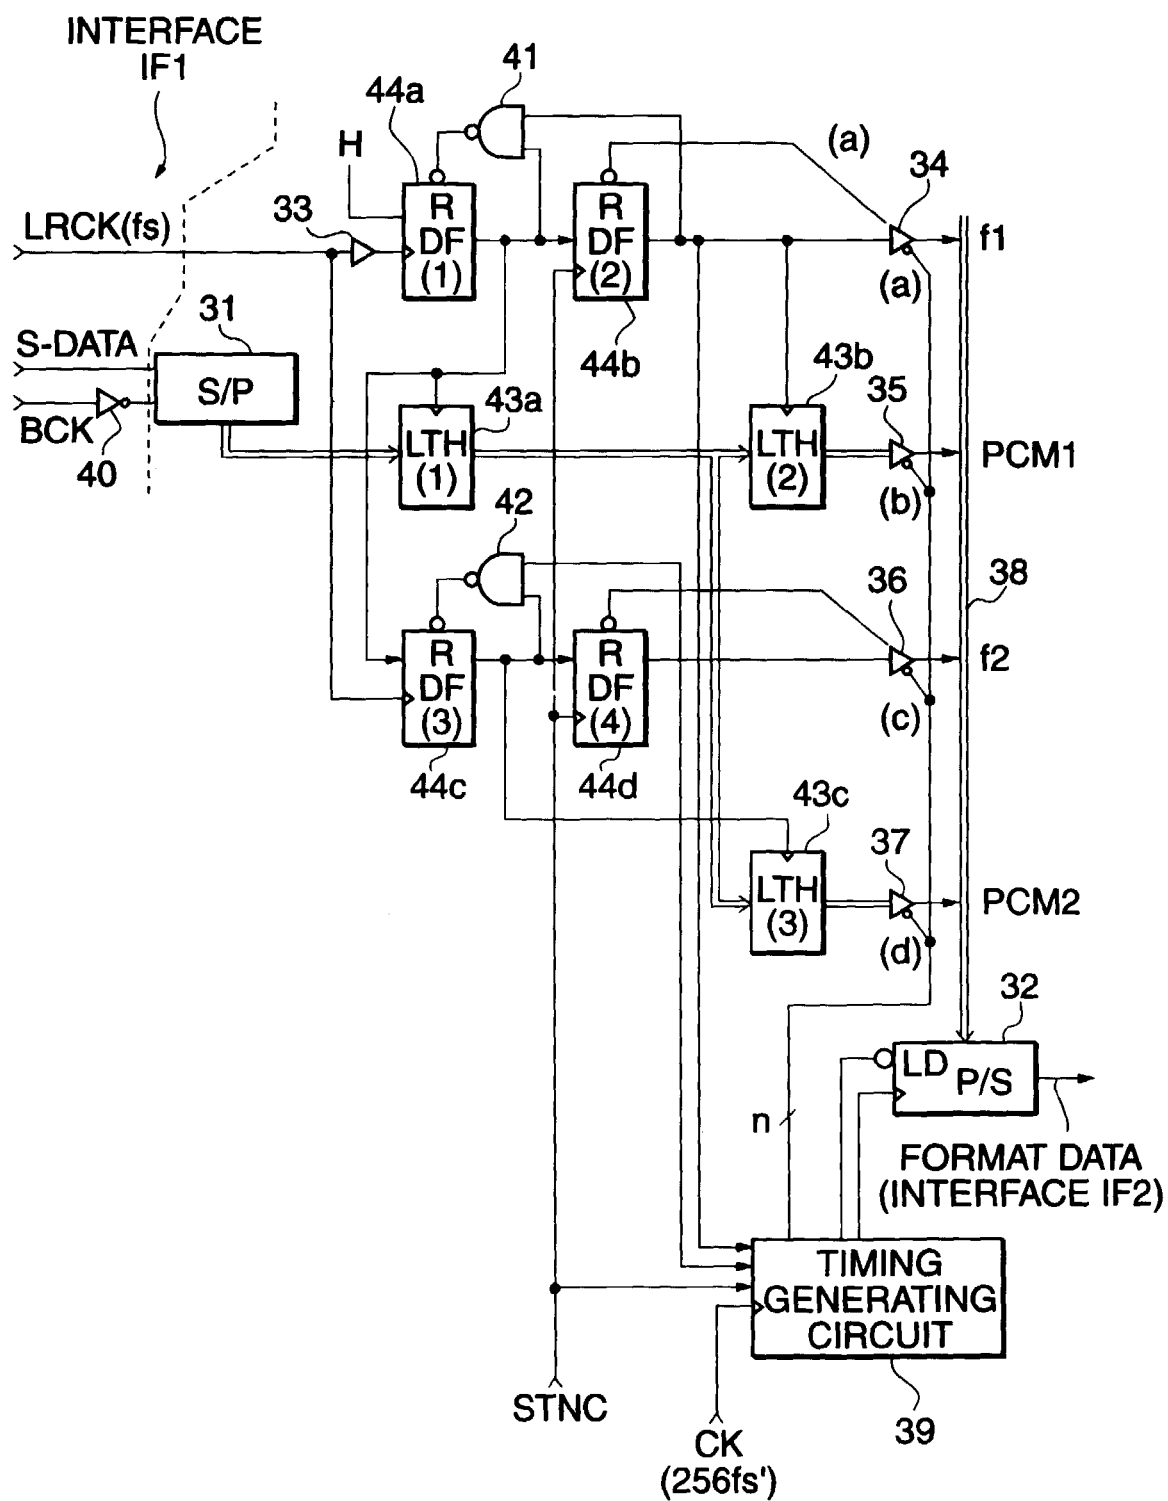 INTERFACE
IF1
41
44a
(a)
34
H
33
LRCK(fs)
R
DF
(1)
R
DF
(2)
f1
(a)
31
S-DATA
S/P
BCK
40
44b
43b
43a
35
LTH
(1)
LTH
(2)
PCM1
(b)
42
36
38
R
DF
(3)
R
DF
(4)
f2
(c)
44c
44d
43c
37
LTH
(3)
PCM2
(d)
32
LD
P/S
n
FORMAT DATA
(INTERFACE IF2)
TIMING
GENERATING
CIRCUIT
STNC
39
CK
(256fs')